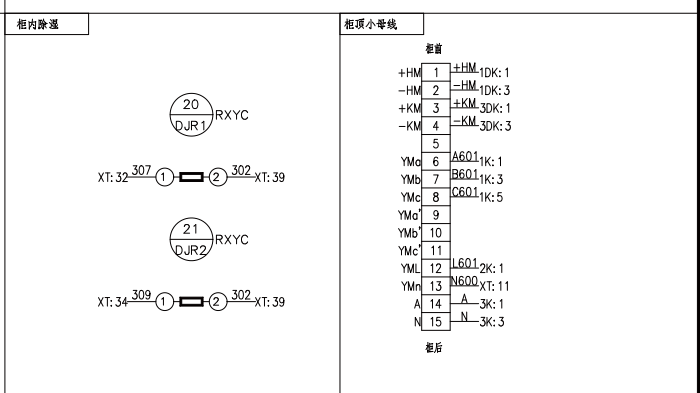 柜内除湿
20
DJR1
RXYC
XT:32 307 1 2 302 XT:39
21
DJR2
RXYC
XT:34 309 1 2 302 XT:39
柜顶小母线
柜前
+HM 1 +HM 1DK:1
-HM 2 -HM 1DK:3
+KM 3 +KM 3DK:1
-KM 4 -KM 3DK:3
5
YMa 6 A601 1K:1
YMb 7 B601 1K:3
YMc 8 C601 1K:5
YMa' 9
YMb' 10
YMc' 11
YML 12 L601 2K:1
YMn 13 N600 XT:11
A 14 A 3K:1
N 15 N 3K:3
柜后